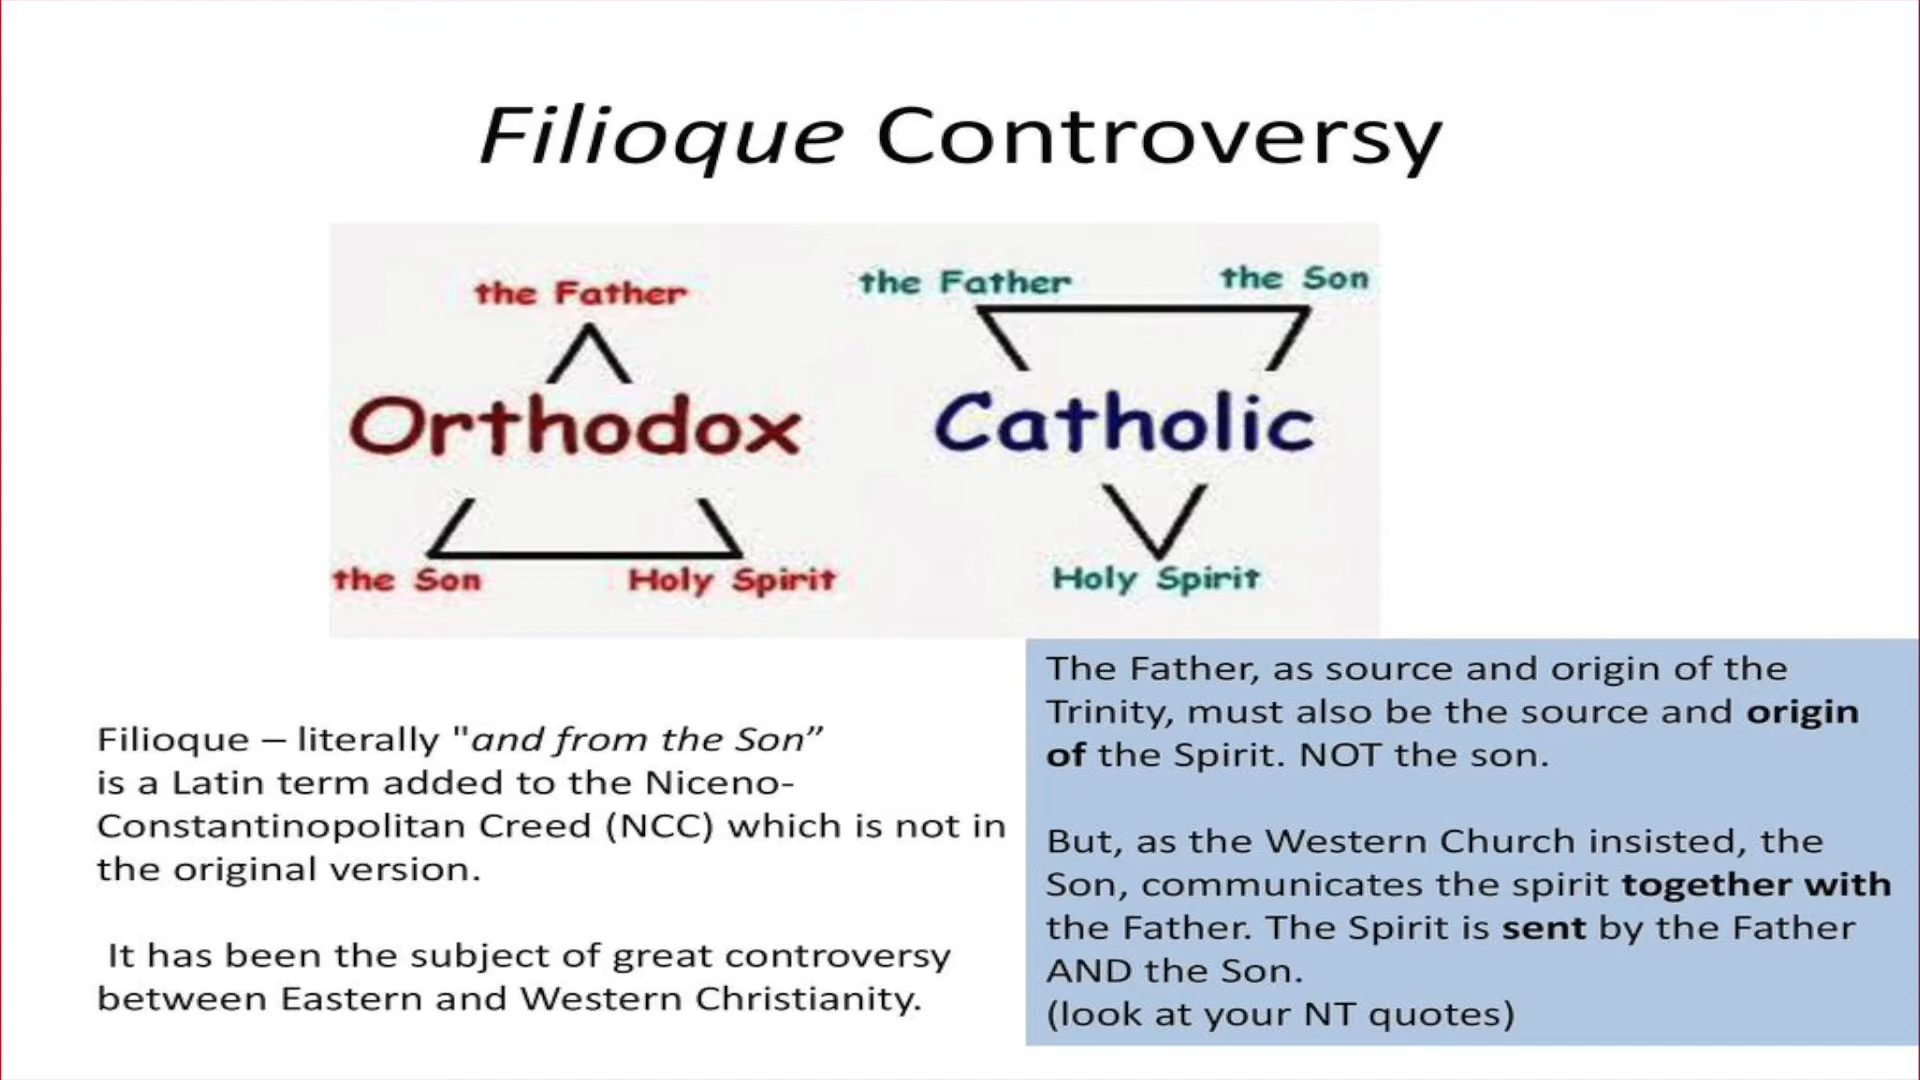 Filioque Controversy
the Father
Orthodox
the Son Holy Spirit
the Father the Son
Catholic
Holy Spirit
Filioque – literally "and from the Son”
is a Latin term added to the Niceno-
Constantinopolitan Creed (NCC) which is not in
the original version.
It has been the subject of great controversy
between Eastern and Western Christianity.
The Father, as source and origin of the
Trinity, must also be the source and origin
of the Spirit. NOT the son.
But, as the Western Church insisted, the
Son, communicates the spirit together with
the Father. The Spirit is sent by the Father
AND the Son.
(look at your NT quotes)